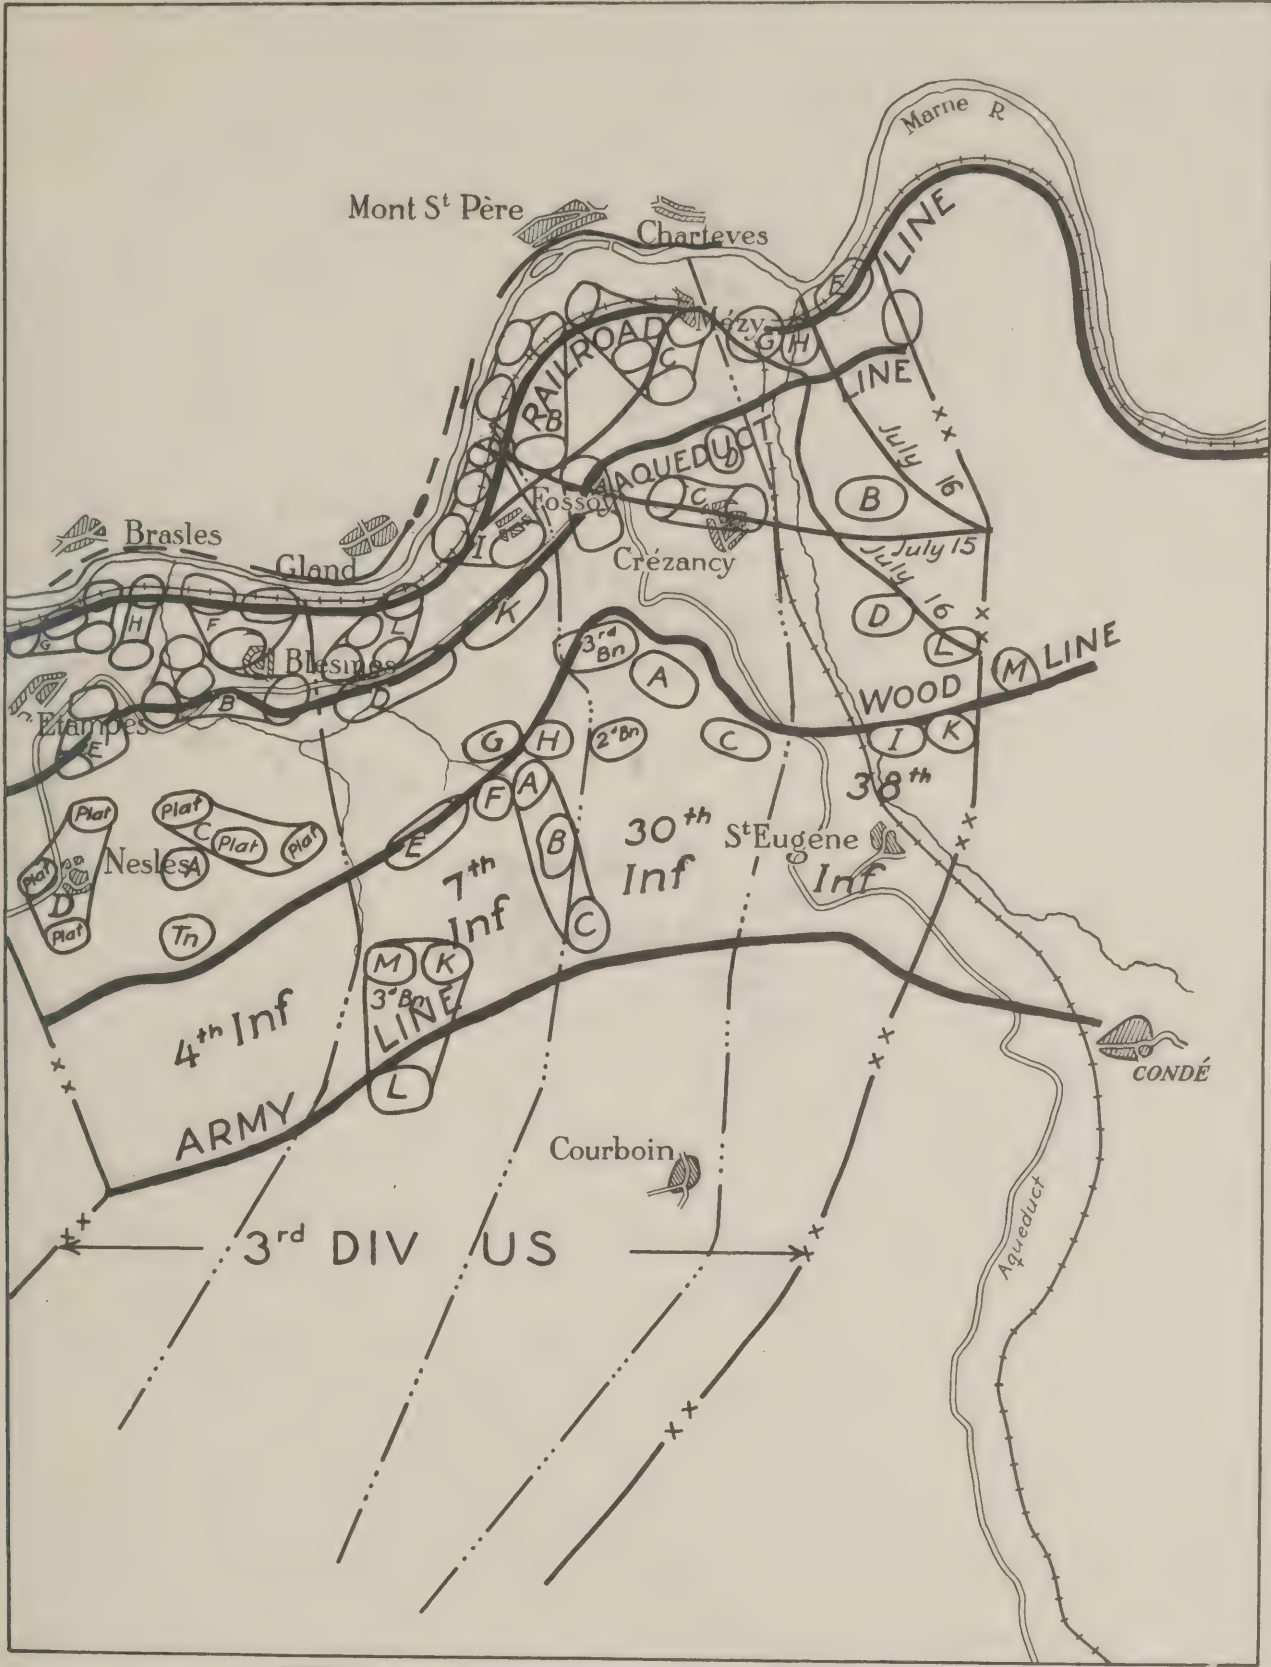 Marne R
Mont St Père
Charteves
LINE
RAILROAD
Mézy
E
G
H
C
LINE
B
July 16
AQUEDUCT
D
C
B
Fossoy
A
I
July 15
Brasles
Gland
Crézancy
July 16
H
F
L
K
D
G
3rd Bn
L
Blesmes
A
M
LINE
WOOD
B
D
Etampes
E
G
H
2d Bn
C
I
K
38th
F
A
Plat
Plat
C
Plat
Plat
E
B
30th
Inf
St Eugène
Inf
Plat
Nesles
A
7th
Inf
D
Plat
Tn
C
M
K
3d Bn
LINE
4th Inf
L
CONDÉ
ARMY
Courboin
3rd DIV US
Aqueduct